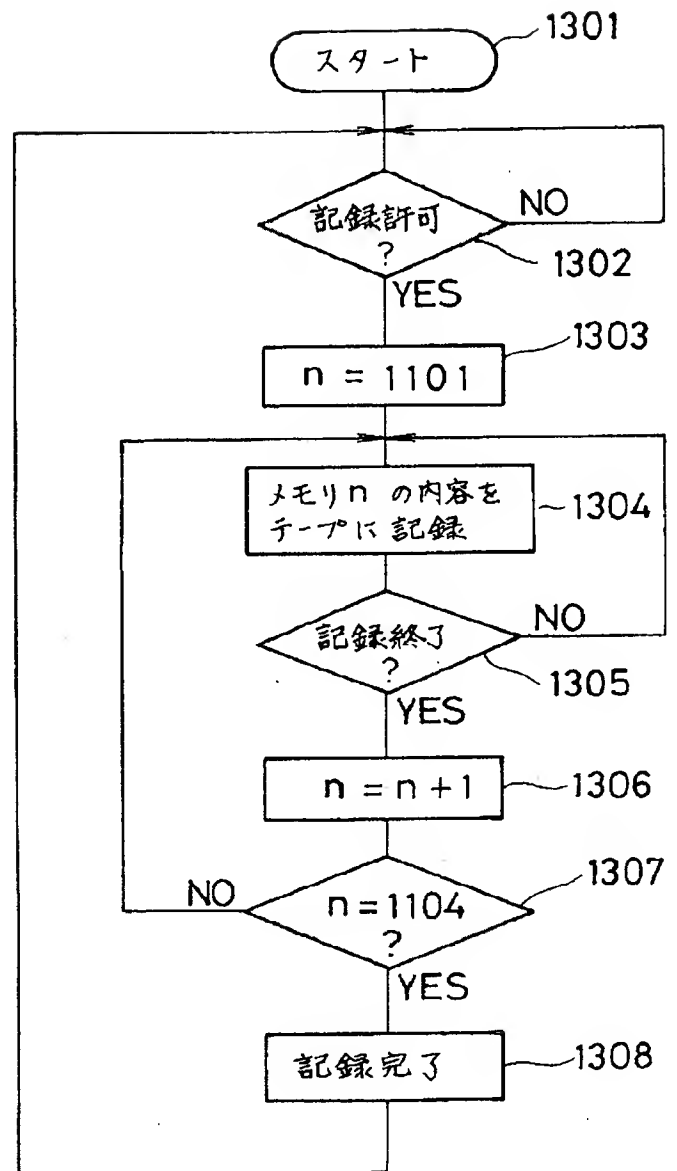 1301
スタート
記録許可
?
NO
1302
YES
1303
n = 1101
メモリnの内容を
テープに記録
1304
記録終了
?
NO
1305
YES
n = n + 1
1306
1307
NO
n = 1104
?
YES
記録完了
1308